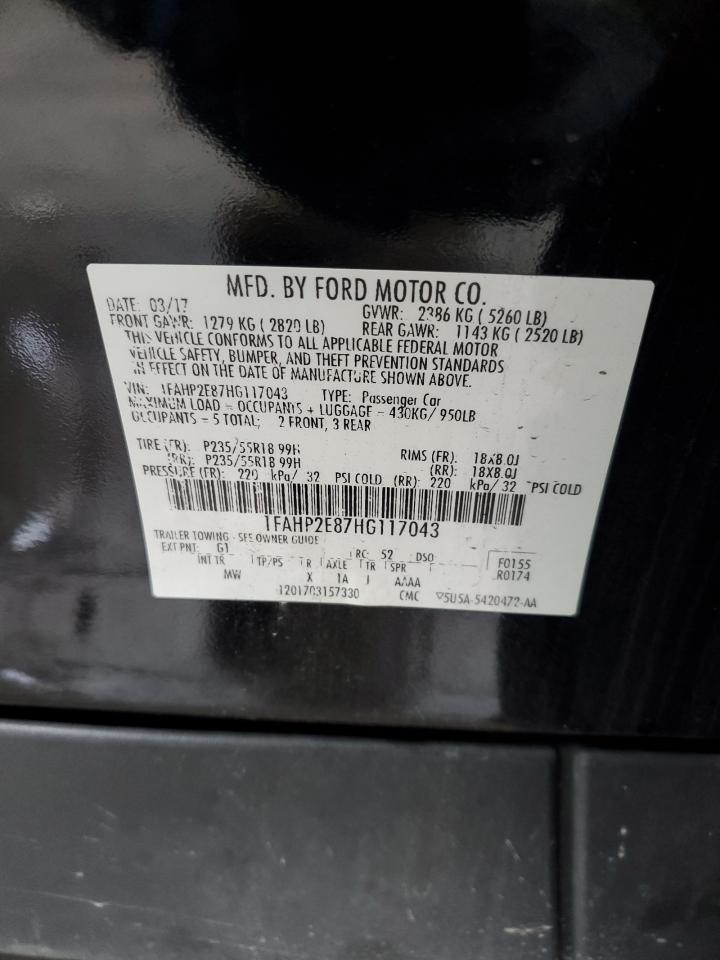 MFD. BY FORD MOTOR CO.
DATE: 03/17 GVWR: 2386 KG ( 5260 LB)
FRONT GAWR: 1279 KG ( 2820 LB) REAR GAWR: 1143 KG ( 2520 LB)
THIS VEHICLE CONFORMS TO ALL APPLICABLE FEDERAL MOTOR
VEHICLE SAFETY, BUMPER, AND THEFT PREVENTION STANDARDS
IN EFFECT ON THE DATE OF MANUFACTURE SHOWN ABOVE.
VIN: 1FAHP2E87HG117043 TYPE: Passenger Car
MAXIMUM LOAD = OCCUPANTS + LUGGAGE = 430KG/ 950LB
OCCUPANTS = 5 TOTAL; 2 FRONT, 3 REAR
TIRE (FR): P235/55R18 99H RIMS (FR): 18X8.0J
(RR): P235/55R18 99H (RR): 18X8.0J
PRESSURE (FR): 220 kPa/ 32 PSI COLD (RR): 220 kPa/ 32 PSI COLD
1FAHP2E87HG117043
TRAILER TOWING - SEE OWNER GUIDE
EXT PNT: G1 RC: 52 DSO: F0155
INT TR TP/PS R AXLE TR SPR R0174
MW X 1A J AAAA
1201703157330 CMC 5U5A-5420472-AA